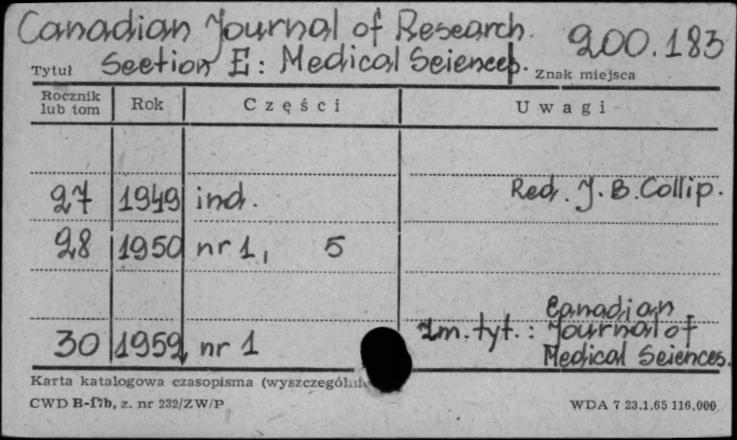 Canadian Journal of Research. 200.183
Tytuł Section E: Medical Sciences. Znak miejsca
Rocznik lub tom Rok Części Uwagi
27 1949 ind. Red. J. B. Collip.
28 1950 nr 1, 5
30 1952 nr 1 Zm. tyt.: Canadian
Journal of
Medical Sciences.
Karta katalogowa czasopisma
CWD B-17b, z. nr 232/ZW/P WDA 7 23.1.65 116.000